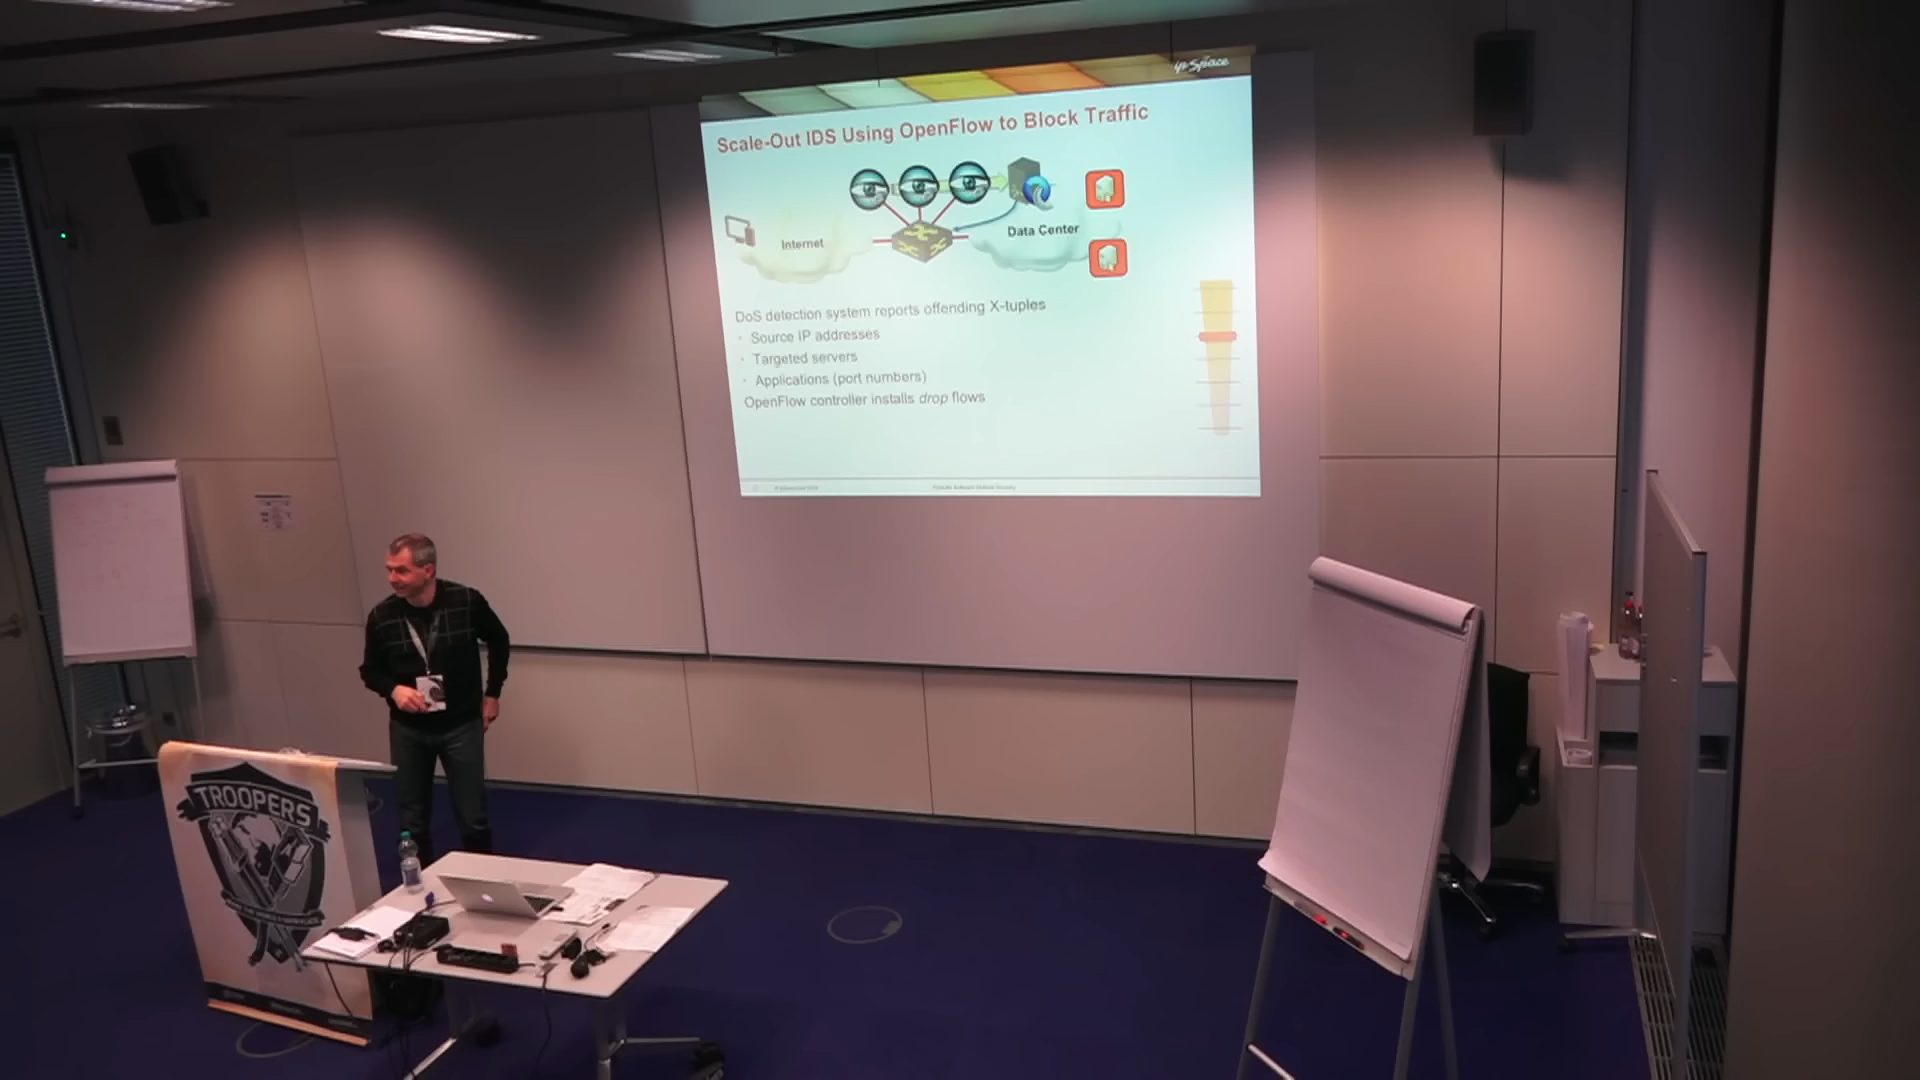 ipSpace
Scale-Out IDS Using OpenFlow to Block Traffic
Internet
Data Center
DoS detection system reports offending X-tuples
· Source IP addresses
· Targeted servers
· Applications (port numbers)
OpenFlow controller installs drop flows
TROOPERS